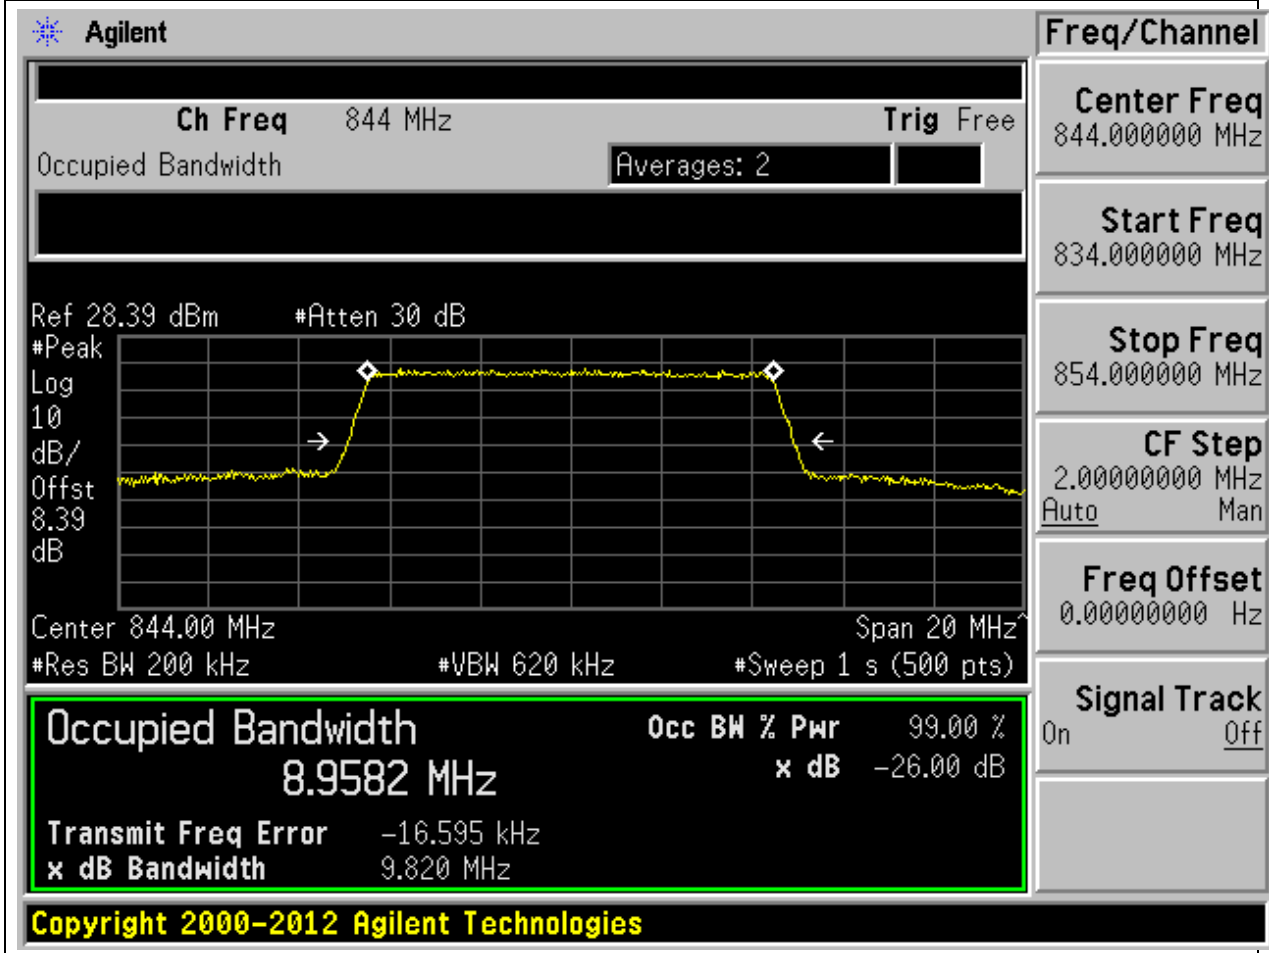 Agilent
Freq/Channel
Ch Freq 844 MHz Trig Free
Occupied Bandwidth Averages: 2
Ref 28.39 dBm #Atten 30 dB
#Peak
Log
10
dB/
Offst
8.39
dB
Center 844.00 MHz Span 20 MHz^
#Res BW 200 kHz #VBW 620 kHz #Sweep 1 s (500 pts)
Occupied Bandwidth Occ BW % Pwr 99.00 %
8.9582 MHz x dB -26.00 dB
Transmit Freq Error -16.595 kHz
x dB Bandwidth 9.820 MHz
Center Freq
844.000000 MHz
Start Freq
834.000000 MHz
Stop Freq
854.000000 MHz
CF Step
2.00000000 MHz
Auto Man
Freq Offset
0.00000000 Hz
Signal Track
On Off
Copyright 2000-2012 Agilent Technologies